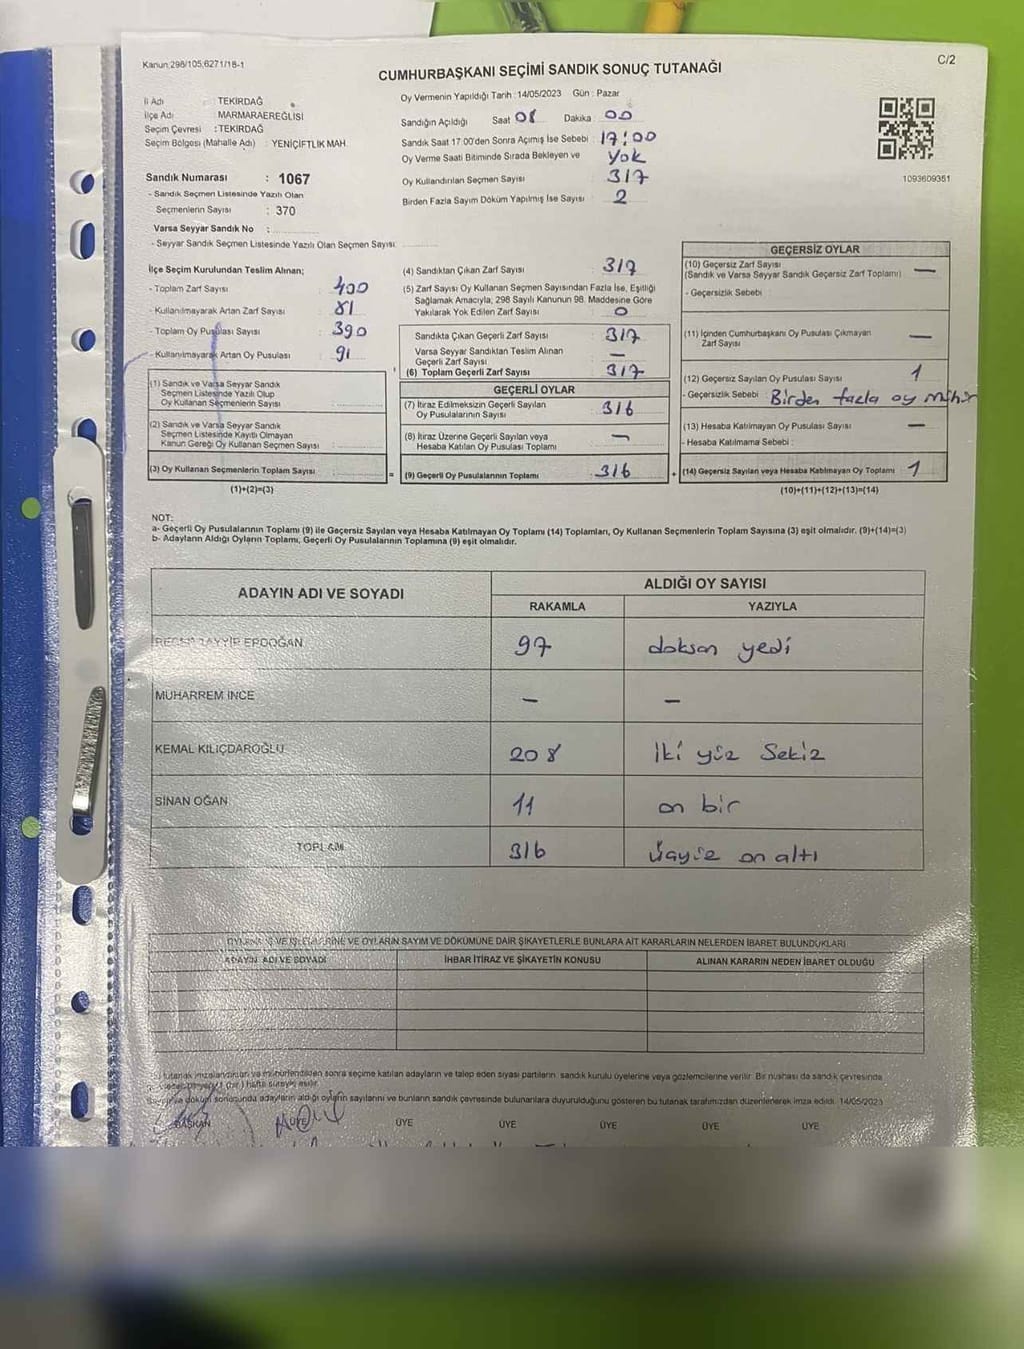 Kanun 298/105,6271/18-1
C/2
CUMHURBAŞKANI SEÇİMİ SANDIK SONUÇ TUTANAĞI
İl Adı : TEKİRDAĞ
İlçe Adı : MARMARAEREĞLİSİ
Seçim Çevresi : TEKİRDAĞ
Seçim Bölgesi (Mahalle Adı) : YENİÇİFTLİK MAH.
Sandık Numarası : 1067
- Sandık Seçmen Listesinde Yazılı Olan
Seçmenlerin Sayısı : 370
Varsa Seyyar Sandık No :
- Seyyar Sandık Seçmen Listesinde Yazılı Olan Seçmen Sayısı:
Oy Vermenin Yapıldığı Tarih : 14/05/2023 Gün : Pazar
Sandığın Açıldığı Saat 08 Dakika 00
Sandık Saat 17.00'den Sonra Açımış İse Sebebi : 17:00
Oy Verme Saati Bitiminde Sırada Bekleyen ve Yok
Oy Kullandırılan Seçmen Sayısı 317
Birden Fazla Sayım Döküm Yapılmış İse Sayısı : 2
1093609351
İlçe Seçim Kurulundan Teslim Alınan;
- Toplam Zarf Sayısı : 400
- Kullanılmayarak Artan Zarf Sayısı : 81
- Toplam Oy Pusulası Sayısı : 390
- Kullanılmayarak Artan Oy Pusulası : 91
(1) Sandık ve Varsa Seyyar Sandık
Seçmen Listesinde Yazılı Olup
Oy Kullanan Seçmenlerin Sayısı
(2) Sandık ve Varsa Seyyar Sandık
Seçmen Listesinde Kayıtlı Olmayan
Kanun Gereği Oy Kullanan Seçmen Sayısı :
(3) Oy Kullanan Seçmenlerin Toplam Sayısı
(1)+(2)=(3)
(4) Sandıktan Çıkan Zarf Sayısı : 317
(5) Zarf Sayısı Oy Kullanan Seçmen Sayısından Fazla İse, Eşitliği
Sağlamak Amacıyla, 298 Sayılı Kanunun 98. Maddesine Göre
Yakılarak Yok Edilen Zarf Sayısı : 0
Sandıkta Çıkan Geçerli Zarf Sayısı : 317
Varsa Seyyar Sandıktan Teslim Alınan
Geçerli Zarf Sayısı : —
(6) Toplam Geçerli Zarf Sayısı : 317
GEÇERLİ OYLAR
(7) İtiraz Edilmeksizin Geçerli Sayılan
Oy Pusulalarının Sayısı : 316
(8) İtiraz Üzerine Geçerli Sayılan veya
Hesaba Katılan Oy Pusulası Toplamı : —
=
(9) Geçerli Oy Pusulalarının Toplamı : 316
+
GEÇERSİZ OYLAR
(10) Geçersiz Zarf Sayısı : —
(Sandık ve Varsa Seyyar Sandık Geçersiz Zarf Toplamı)
- Geçersizlik Sebebi :
(11) İçinden Cumhurbaşkanı Oy Pusulası Çıkmayan
Zarf Sayısı : —
(12) Geçersiz Sayılan Oy Pusulası Sayısı : 1
- Geçersizlik Sebebi : Birden fazla oy mühür
(13) Hesaba Katılmayan Oy Pusulası Sayısı : —
- Hesaba Katılmama Sebebi :
(14) Geçersiz Sayılan veya Hesaba Katılmayan Oy Toplamı : 1
(10)+(11)+(12)+(13)=(14)
NOT:
a- Geçerli Oy Pusulalarının Toplamı (9) ile Geçersiz Sayılan veya Hesaba Katılmayan Oy Toplamı (14) Toplamları, Oy Kullanan Seçmenlerin Toplam Sayısına (3) eşit olmalıdır. (9)+(14)=(3)
b- Adayların Aldığı Oyların Toplamı, Geçerli Oy Pusulalarının Toplamına (9) eşit olmalıdır.
ADAYIN ADI VE SOYADI
ALDIĞI OY SAYISI
RAKAMLA YAZIYLA
RECEP TAYYİP ERDOĞAN 97 doksan yedi
MUHARREM İNCE — —
KEMAL KILIÇDAROĞLU 208 İki yüz Sekiz
SİNAN OĞAN 11 on bir
TOPLAM 316 üçyüz on altı
OYLARIN SAYIM VE DÖKÜMÜNE DAİR ŞİKAYETLERLE BUNLARA AİT KARARLARIN NELERDEN İBARET BULUNDUKLARI
ADAYIN ADI VE SOYADI İHBAR İTİRAZ VE ŞİKAYETİN KONUSU ALINAN KARARIN NEDEN İBARET OLDUĞU
tutanak imzalandıktan ve mühürlendikten sonra seçime katılan adayların ve talep eden siyasi partilerin sandık kurulu üyelerine veya gözlemcilerine verilir. Bir nüshası da sandık çevresinde
hafta süreyle asılır.
döküm sonucunda adayların aldığı oyların sayılarını ve bunların sandık çevresinde bulunanlara duyurulduğunu gösteren bu tutanak tarafımızdan düzenlenerek imza edildi. 14/05/2023
BAŞKAN ÜYE ÜYE ÜYE ÜYE ÜYE ÜYE